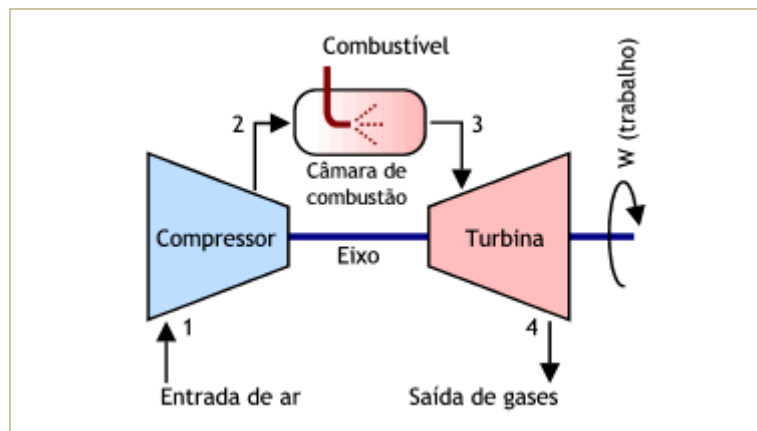 Combustível
2
3
Câmara de
combustão
W (trabalho)
Compressor
Eixo
Turbina
1
4
Entrada de ar
Saída de gases